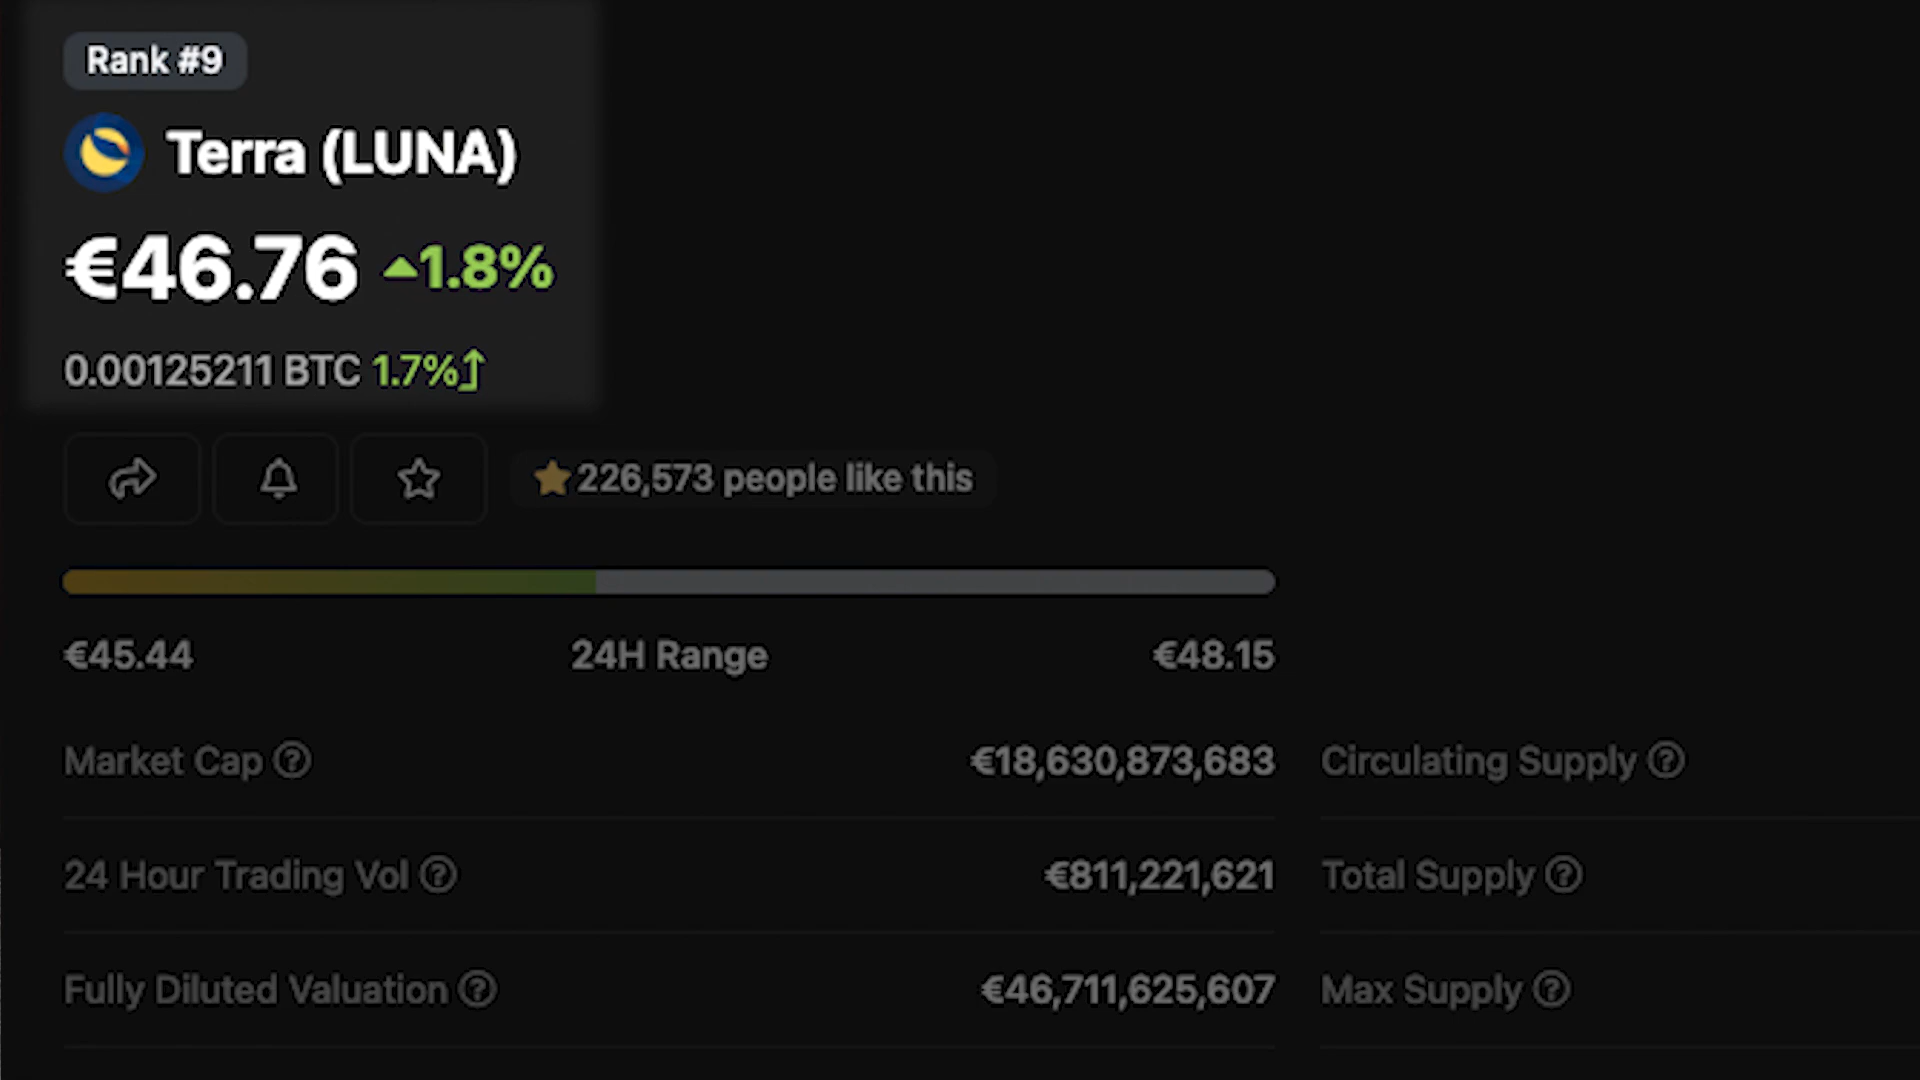 Rank #9
Terra (LUNA)
€46.76 1.8%
0.00125211 BTC 1.7%
226,573 people like this
€45.44 24H Range €48.15
Market Cap €18,630,873,683 Circulating Supply
24 Hour Trading Vol €811,221,621 Total Supply
Fully Diluted Valuation €46,711,625,607 Max Supply